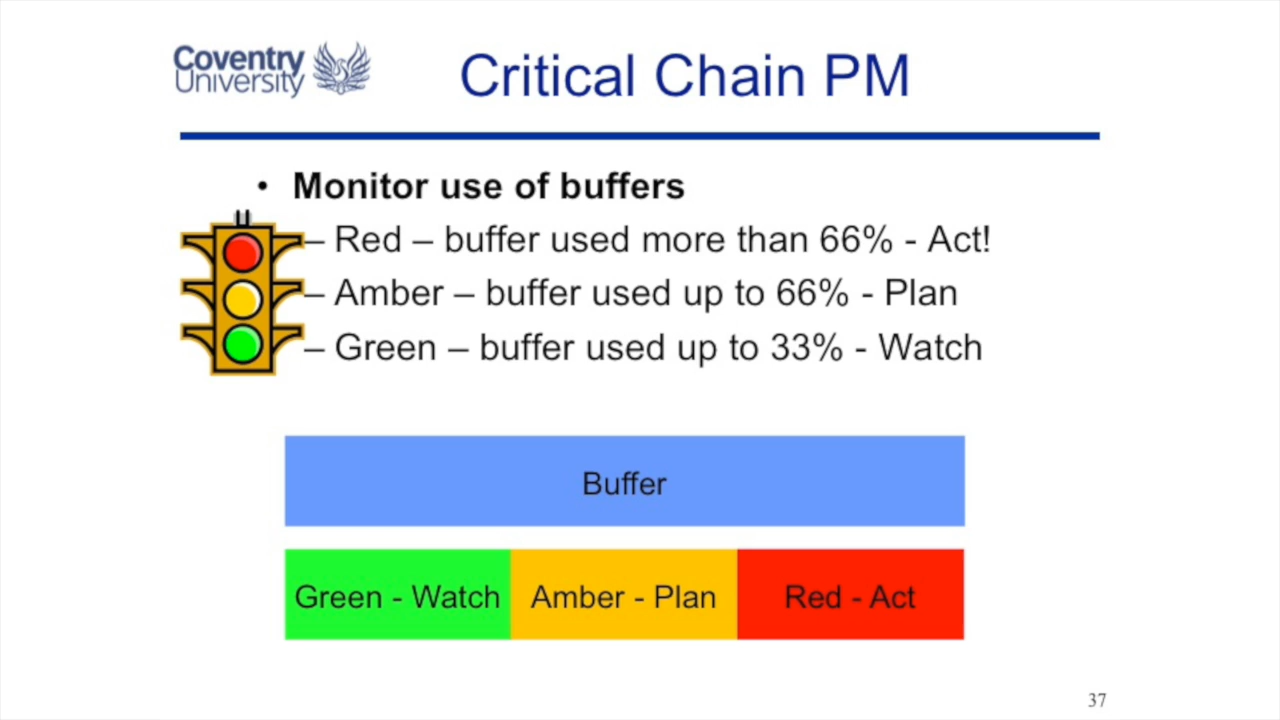 Coventry
University
Critical Chain PM
• Monitor use of buffers
– Red – buffer used more than 66% - Act!
– Amber – buffer used up to 66% - Plan
– Green – buffer used up to 33% - Watch
Buffer
Green - Watch
Amber - Plan
Red - Act
37